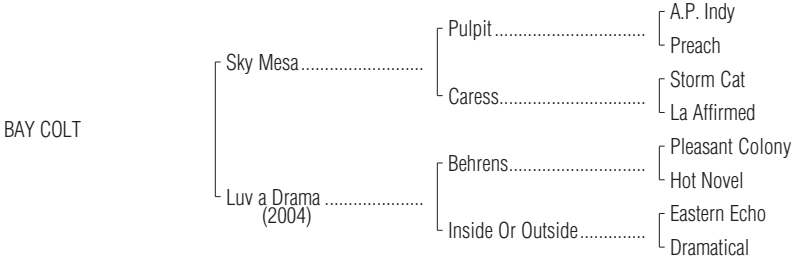 A.P. Indy
Pulpit..............................
Preach
Sky Mesa........................
Storm Cat
Caress.............................
La Affirmed
BAY COLT
Pleasant Colony
Behrens...........................
Hot Novel
Luv a Drama ...................
(2004)
Eastern Echo
Inside Or Outside.............
Dramatical